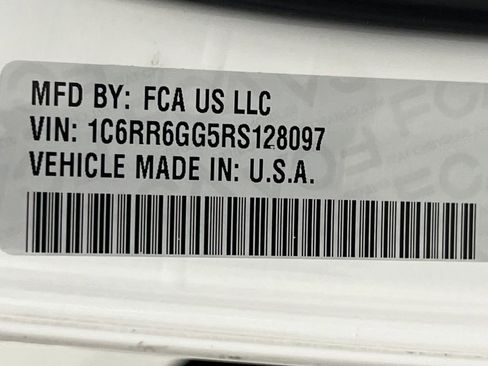 MFD BY: FCA US LLC
VIN: 1C6RR6GG5RS128097
VEHICLE MADE IN: U.S.A.